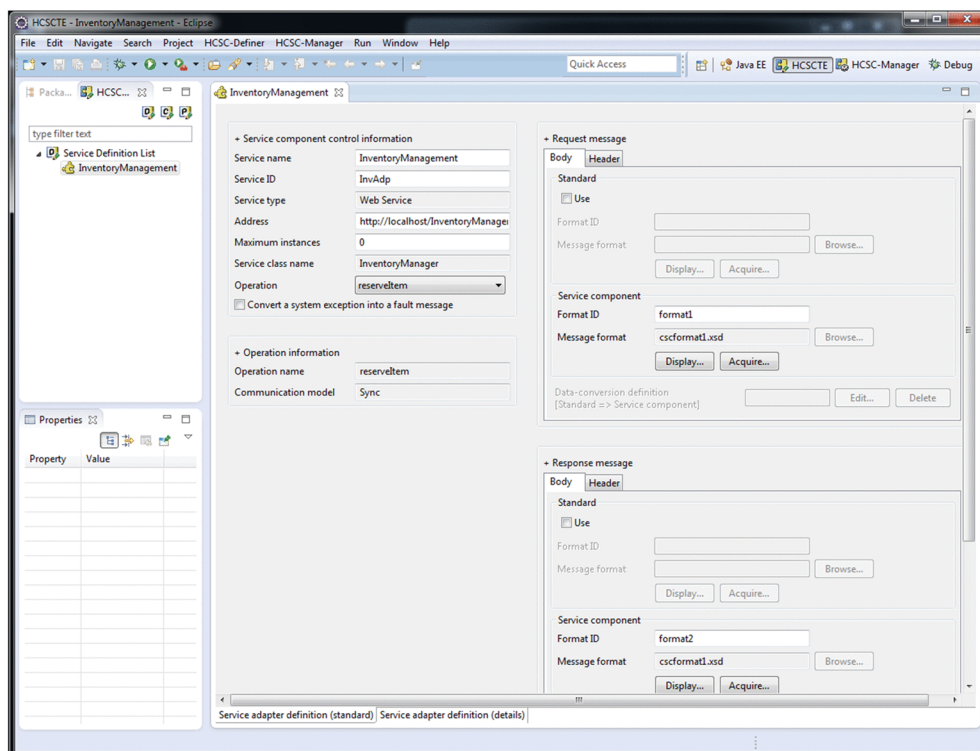 HCSCTE - InventoryManagement - Eclipse
File Edit Navigate Search Project HCSC-Definer HCSC-Manager Run Window Help
Quick Access
Java EE HCSCTE HCSC-Manager Debug
Packa... HCSC...
InventoryManagement
D C P
type filter text
Service Definition List
InventoryManagement
+ Service component control information
Service name InventoryManagement
Service ID InvAdp
Service type Web Service
Address http://localhost/InventoryManager
Maximum instances 0
Service class name InventoryManager
Operation reserveItem
Convert a system exception into a fault message
+ Operation information
Operation name reserveItem
Communication model Sync
+ Request message
Body Header
Standard
Use
Format ID
Message format Browse...
Display... Acquire...
Service component
Format ID format1
Message format cscformat1.xsd Browse...
Display... Acquire...
Data-conversion definition
[Standard => Service component] Edit... Delete
+ Response message
Body Header
Standard
Use
Format ID
Message format Browse...
Display... Acquire...
Service component
Format ID format2
Message format cscformat1.xsd Browse...
Display... Acquire...
Properties
Property Value
Service adapter definition (standard) Service adapter definition (details)